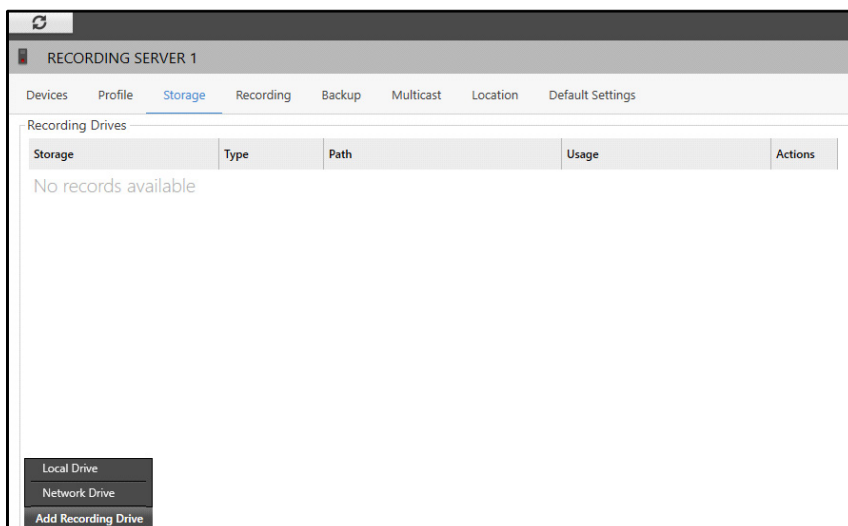 RECORDING SERVER 1
Devices Profile Storage Recording Backup Multicast Location Default Settings
Recording Drives
Storage Type Path Usage Actions
No records available
Local Drive
Network Drive
Add Recording Drive